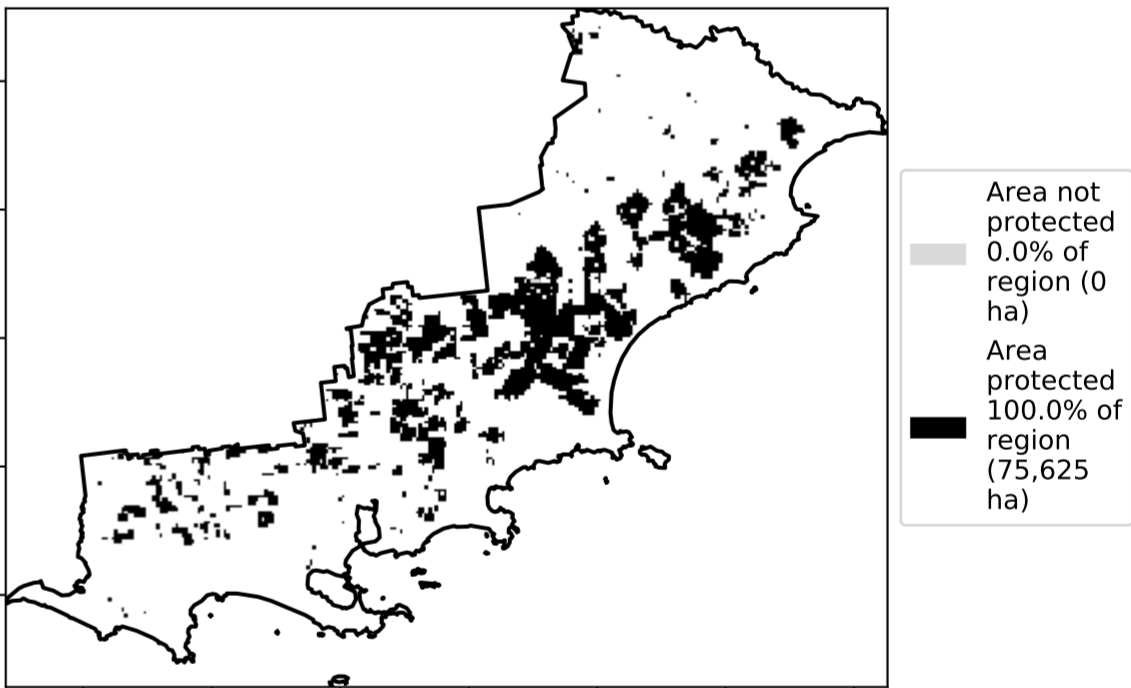 Area not
protected
0.0% of
region (0
ha)
Area
protected
100.0% of
region
(75,625
ha)